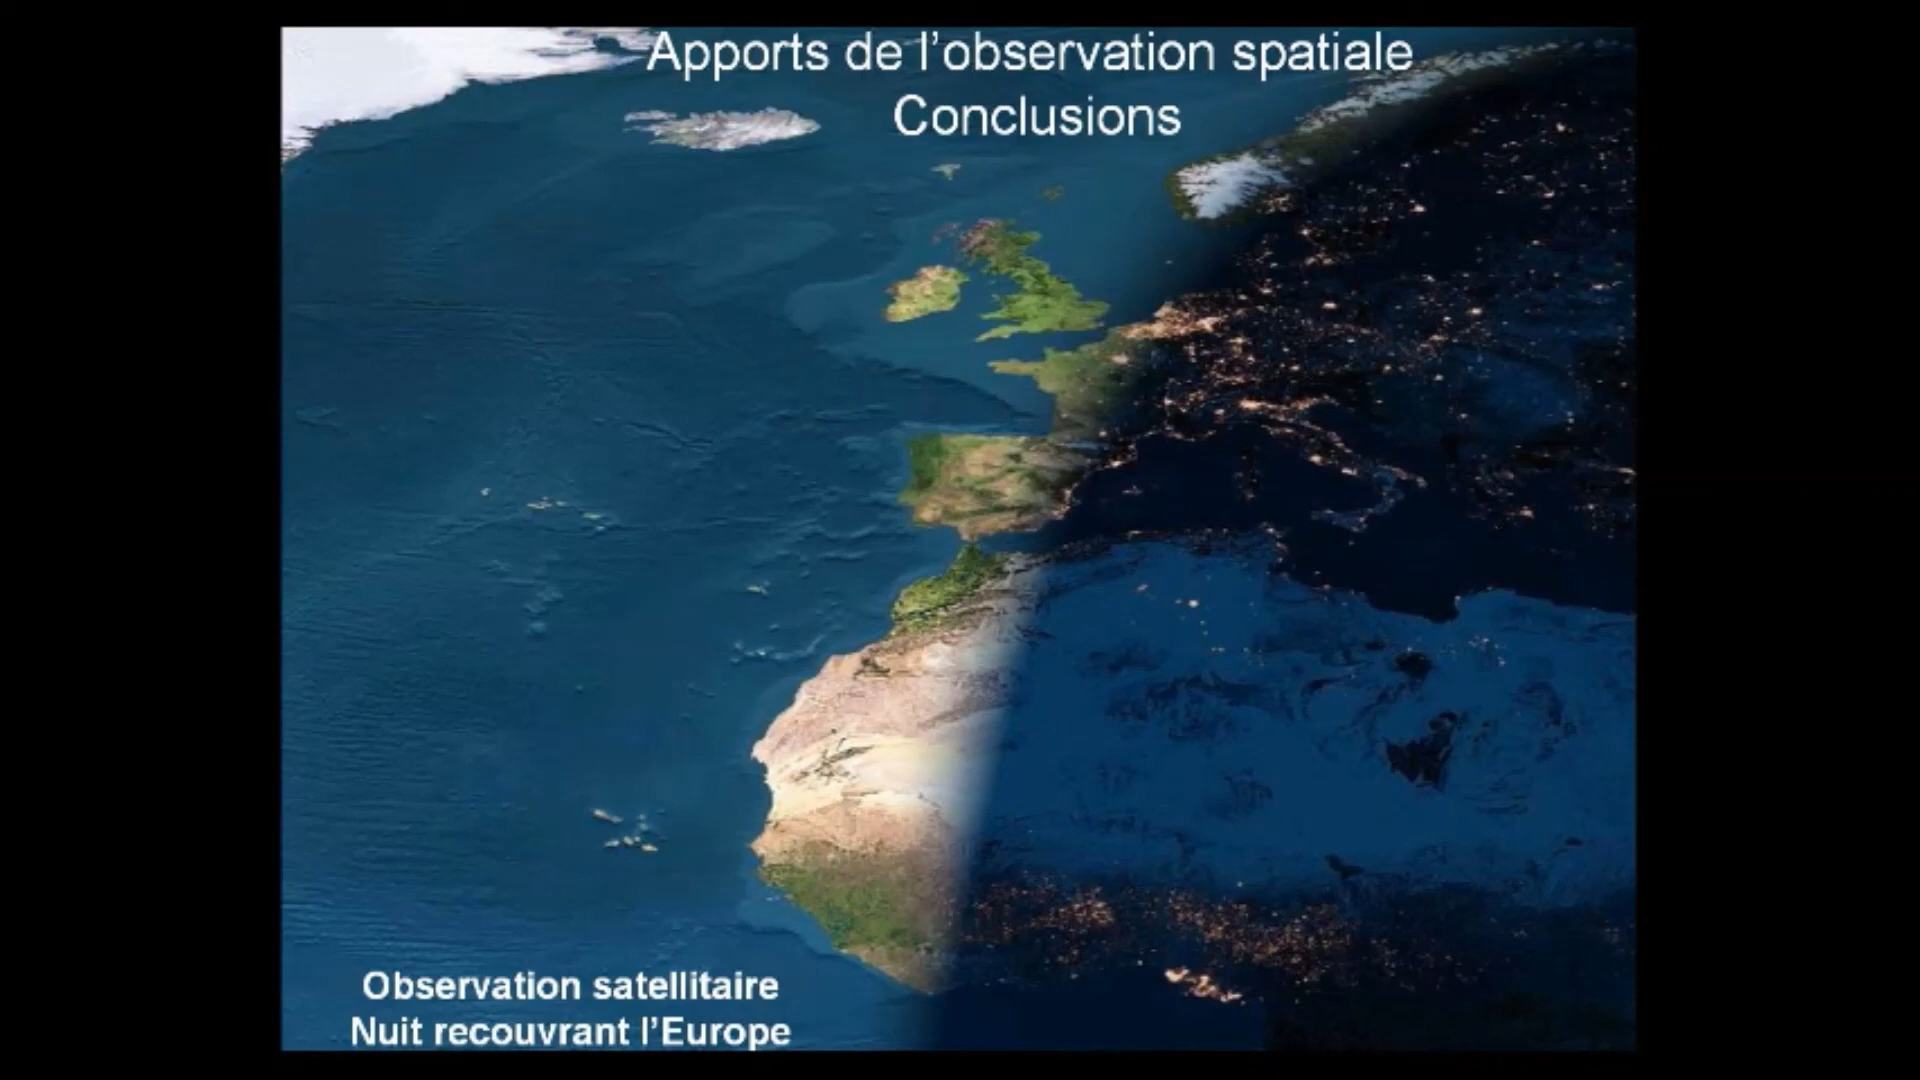 Apports de l’observation spatiale
Conclusions
Observation satellitaire
Nuit recouvrant l’Europe